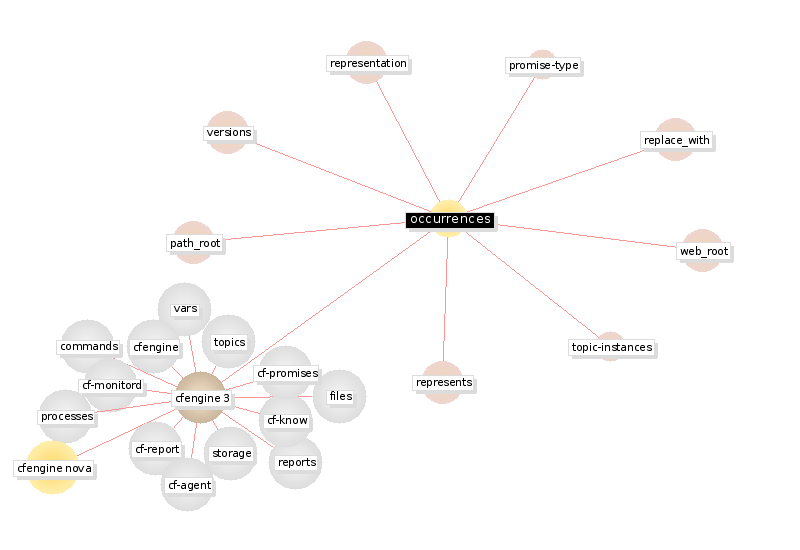 representation
promise-type
versions
replace_with
occurrences
path_root
web_root
vars
topics
commands
cfengine
topic-instances
cf-promises
cf-monitord
represents
cfengine 3
files
processes
cf-know
cf-report
storage
reports
cfengine nova
cf-agent